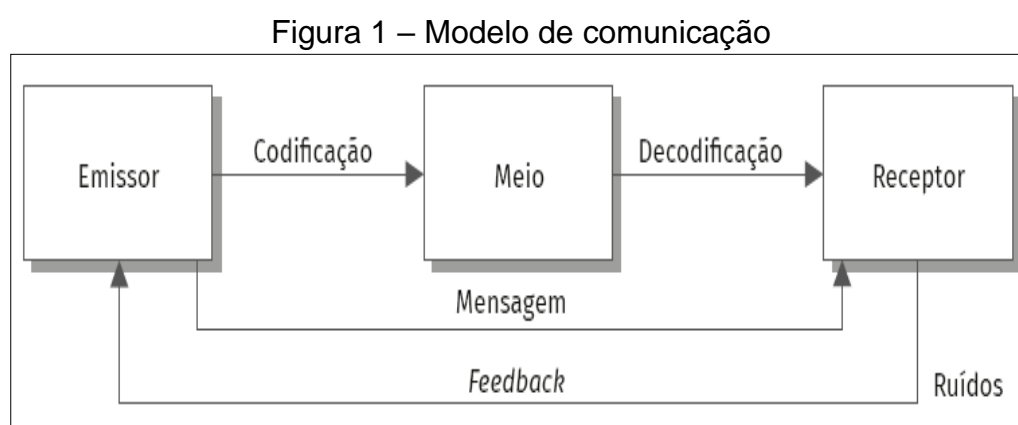 Figura 1 – Modelo de comunicação
Emissor
Codificação
Meio
Decodificação
Receptor
Mensagem
Feedback
Ruídos